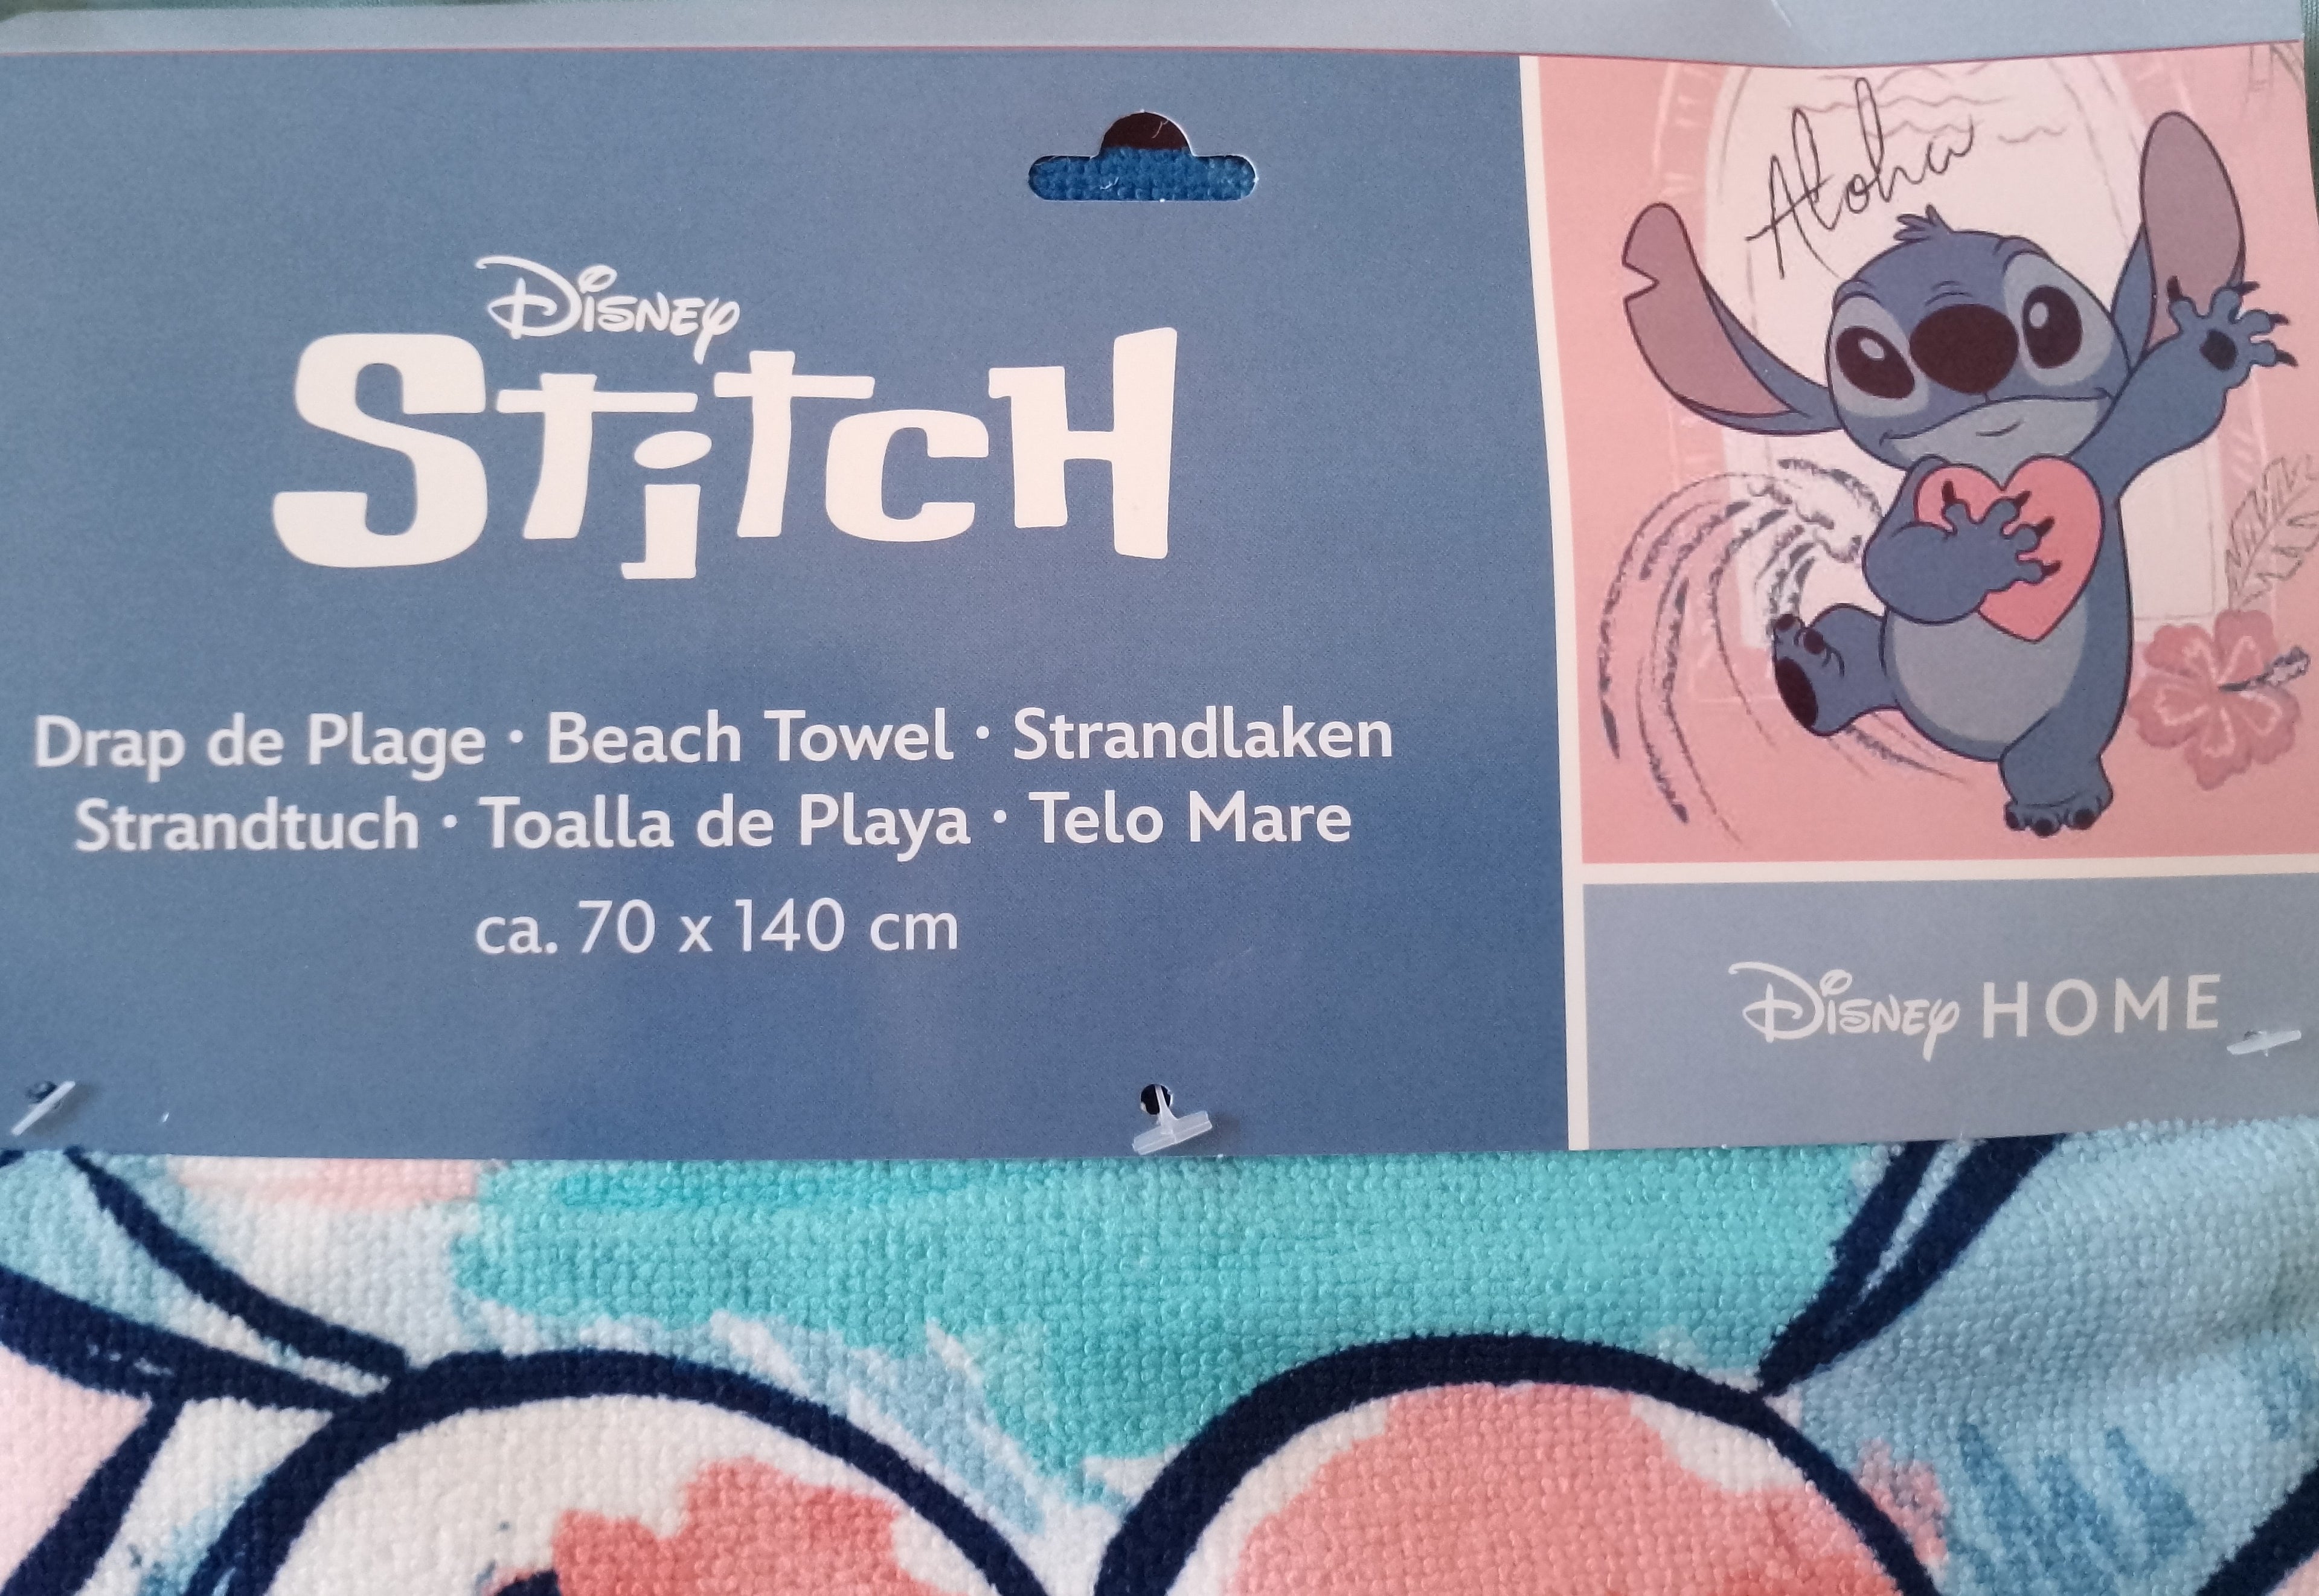 Disney
Stitch
Drap de Plage • Beach Towel • Strandlaken
Strandtuch • Toalla de Playa • Telo Mare
ca. 70 x 140 cm
Aloha
Disney HOME